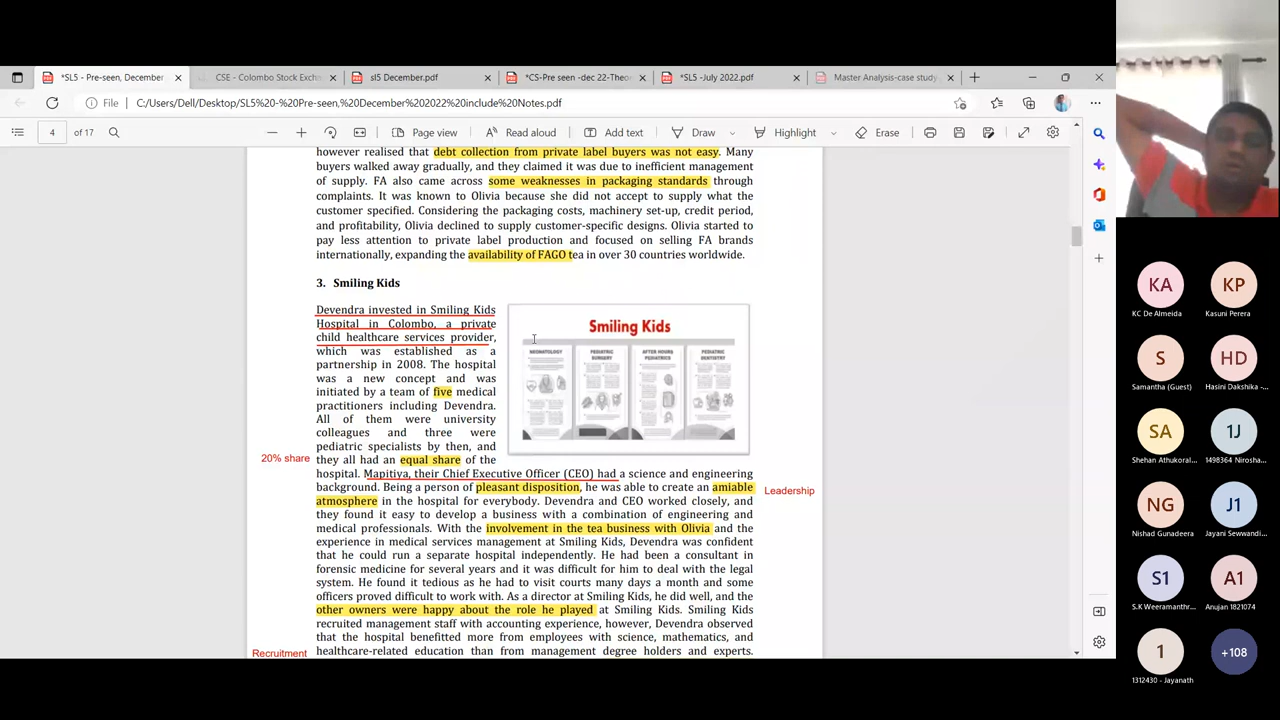 *SL5 - Pre-seen, December
CSE - Colombo Stock Excha
sl5 December.pdf
*CS-Pre seen -dec 22-Theor
*SL5 -July 2022.pdf
Master Analysis-case study
File
C:/Users/Dell/Desktop/SL5%20-%20Pre-seen,%20December%202022%20include%20Notes.pdf
4 of 17
Page view
Read aloud
Add text
Draw
Highlight
Erase
however realised that debt collection from private label buyers was not easy. Many
buyers walked away gradually, and they claimed it was due to inefficient management
of supply. FA also came across some weaknesses in packaging standards through
complaints. It was known to Olivia because she did not accept to supply what the
customer specified. Considering the packaging costs, machinery set-up, credit period,
and profitability, Olivia declined to supply customer-specific designs. Olivia started to
pay less attention to private label production and focused on selling FA brands
internationally, expanding the availability of FAGO tea in over 30 countries worldwide.
3. Smiling Kids
Devendra invested in Smiling Kids
Hospital in Colombo, a private
child healthcare services provider,
which was established as a
partnership in 2008. The hospital
was a new concept and was
initiated by a team of five medical
practitioners including Devendra.
All of them were university
colleagues and three were
pediatric specialists by then, and
they all had an equal share of the
Smiling Kids
NEONATOLOGY
PEDIATRIC SURGERY
AFTER HOURS PEDIATRICS
PEDIATRIC DENTISTRY
20% share
hospital. Mapitiya, their Chief Executive Officer (CEO) had a science and engineering
background. Being a person of pleasant disposition, he was able to create an amiable
Leadership
atmosphere in the hospital for everybody. Devendra and CEO worked closely, and
they found it easy to develop a business with a combination of engineering and
medical professionals. With the involvement in the tea business with Olivia and the
experience in medical services management at Smiling Kids, Devendra was confident
that he could run a separate hospital independently. He had been a consultant in
forensic medicine for several years and it was difficult for him to deal with the legal
system. He found it tedious as he had to visit courts many days a month and some
officers proved difficult to work with. As a director at Smiling Kids, he did well, and the
other owners were happy about the role he played at Smiling Kids. Smiling Kids
recruited management staff with accounting experience, however, Devendra observed
that the hospital benefitted more from employees with science, mathematics, and
Recruitment
healthcare-related education than from management degree holders and experts.
KA
KC De Almeida
KP
Kasuni Perera
S
Samantha (Guest)
HD
Hasini Dakshika -...
SA
Shehan Athukoral...
1J
1498364 Nirosha...
NG
Nishad Gunadeera
J1
Jayani Sewwandi...
S1
S.K Weeramanthr...
A1
Anujan 1821074
1
1312430 - Jayanath
+108